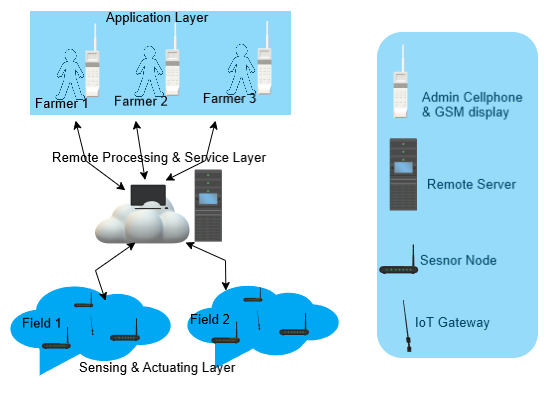 Application Layer
Farmer 1
Farmer 2
Farmer 3
Remote Processing & Service Layer
Field 1
Field 2
Sensing & Actuating Layer
Admin Cellphone
& GSM display
Remote Server
Sesnor Node
IoT Gateway